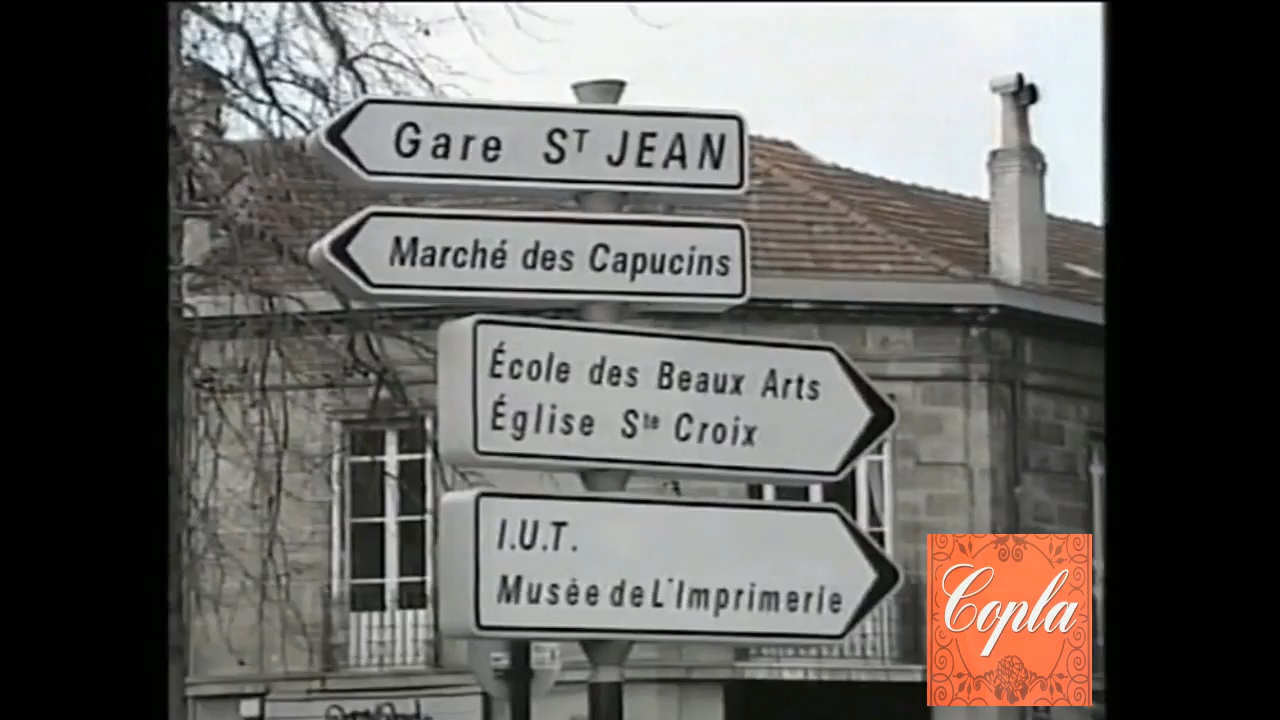 Gare ST JEAN
Marché des Capucins
École des Beaux Arts
Église Ste Croix
I.U.T.
Musée de L'Imprimerie
Copla